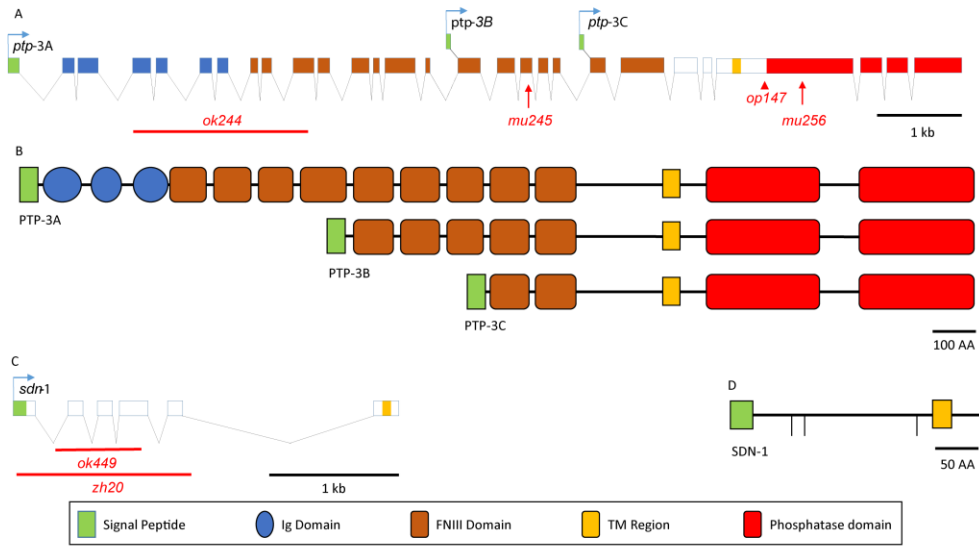 A
ptp-3A
ptp-3B
ptp-3C
ok244
mu245
op147
mu256
1 kb
B
PTP-3A
PTP-3B
PTP-3C
100 AA
C
sdn-1
ok449
zh20
1 kb
D
SDN-1
50 AA
Signal Peptide
Ig Domain
FNIII Domain
TM Region
Phosphatase domain